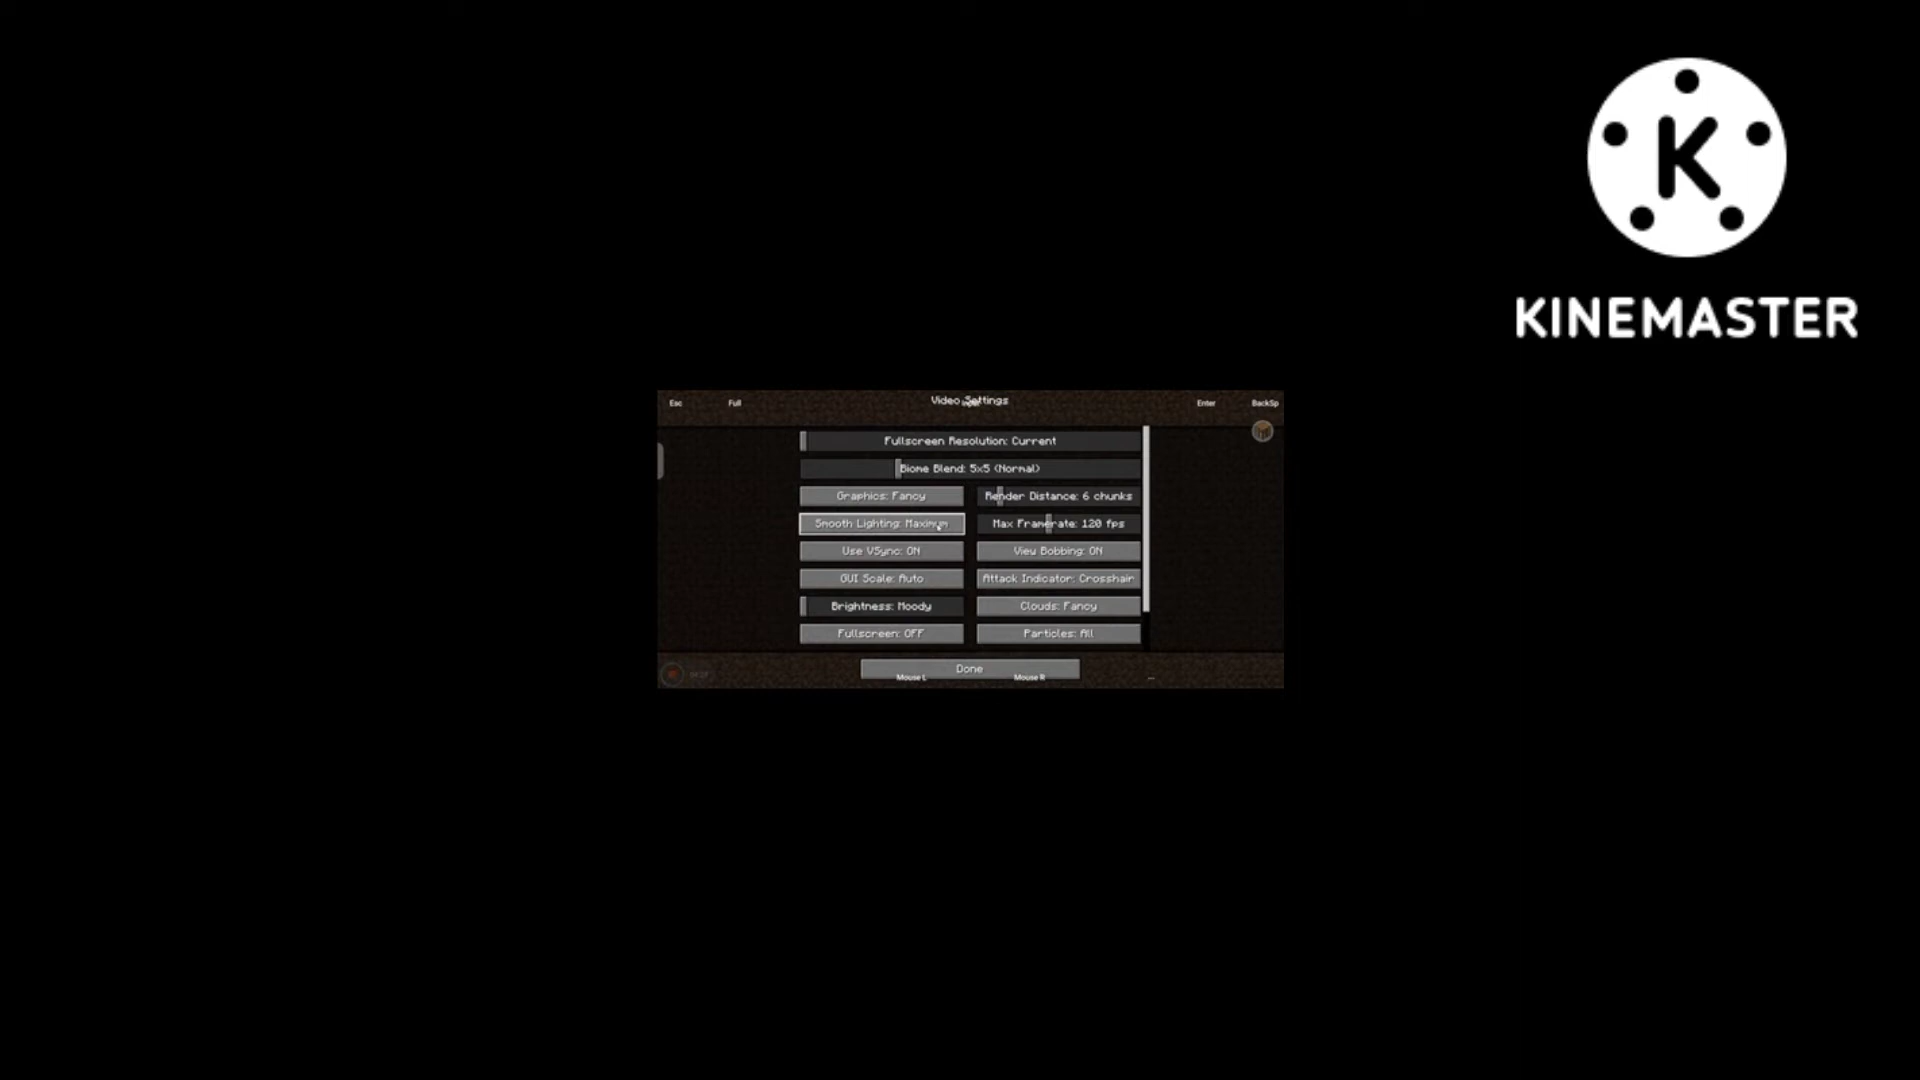 K
KINEMASTER
Esc Full Video Settings Enter BackSp
Fullscreen Resolution: Current
Biome Blend: 5x5 (Normal)
Graphics: Fancy Render Distance: 6 chunks
Smooth Lighting: Maximum Max Framerate: 120 fps
Use VSync: ON View Bobbing: ON
GUI Scale: Auto Attack Indicator: Crosshair
Brightness: Moody Clouds: Fancy
Fullscreen: OFF Particles: All
Done
Mouse L Mouse R